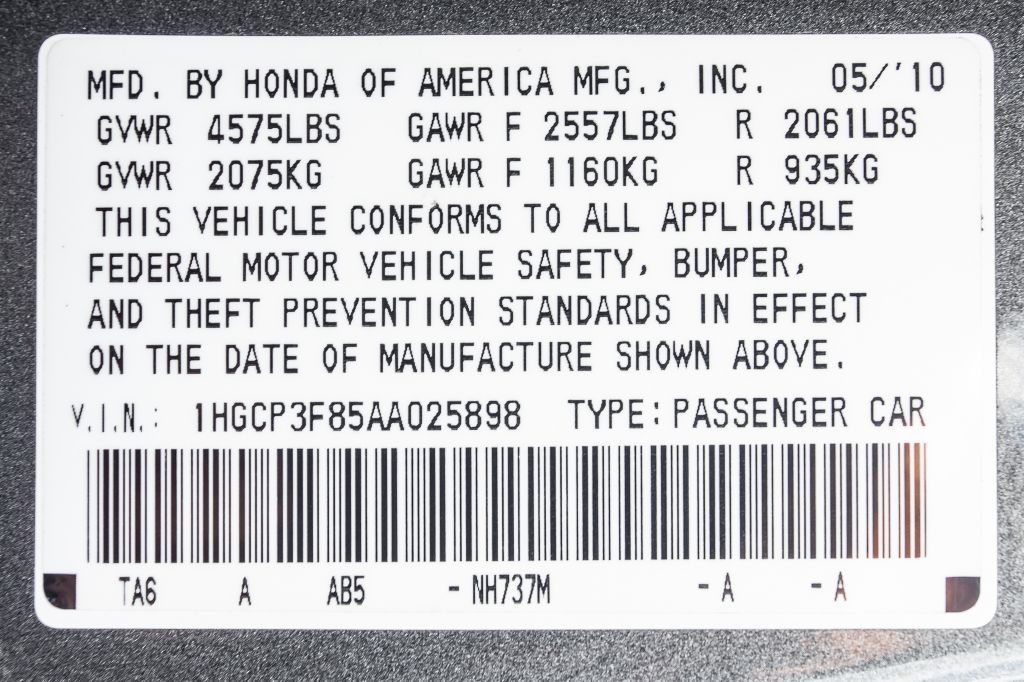 MFD. BY HONDA OF AMERICA MFG., INC. 05/'10
GVWR 4575LBS GAWR F 2557LBS R 2061LBS
GVWR 2075KG GAWR F 1160KG R 935KG
THIS VEHICLE CONFORMS TO ALL APPLICABLE
FEDERAL MOTOR VEHICLE SAFETY, BUMPER,
AND THEFT PREVENTION STANDARDS IN EFFECT
ON THE DATE OF MANUFACTURE SHOWN ABOVE.
V.I.N.: 1HGCP3F85AA025898 TYPE:PASSENGER CAR
TA6 A AB5 -NH737M -A -A